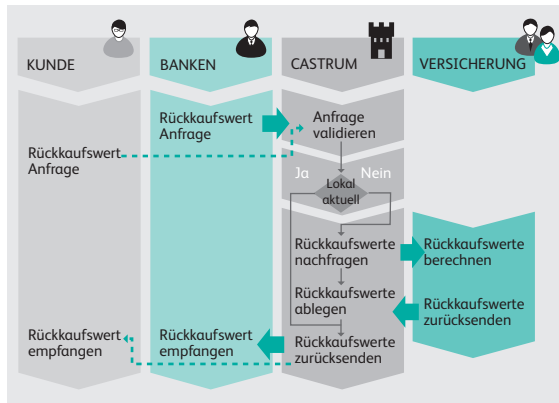 KUNDE
BANKEN
CASTRUM
VERSICHERUNG
Rückkaufswert
Anfrage
Rückkaufswert
Anfrage
Anfrage
validieren
Ja
Nein
Lokal
aktuell
Rückkaufswerte
nachfragen
Rückkaufswerte
berechnen
Rückkaufswerte
ablegen
Rückkaufswerte
zurücksenden
Rückkaufswert
empfangen
Rückkaufswert
empfangen
Rückkaufswerte
zurücksenden